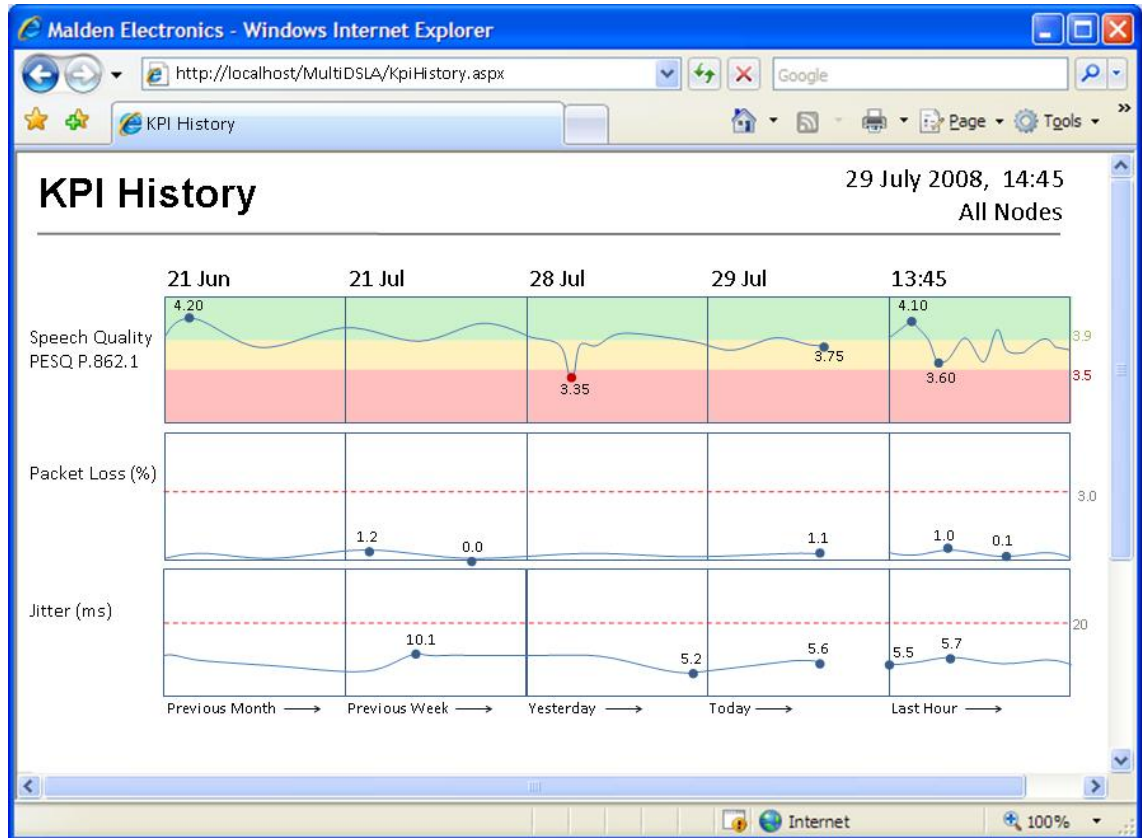 Malden Electronics - Windows Internet Explorer
http://localhost/MultiDSLA/KpiHistory.aspx
Google
KPI History
Page
Tools
»
KPI History
29 July 2008, 14:45
All Nodes
21 Jun
21 Jul
28 Jul
29 Jul
13:45
Speech Quality
PESQ P.862.1
4.20
3.35
3.75
4.10
3.60
3.9
3.5
Packet Loss (%)
1.2
0.0
1.1
1.0
0.1
3.0
Jitter (ms)
10.1
5.2
5.6
5.5
5.7
20
Previous Month
Previous Week
Yesterday
Today
Last Hour
Internet
100%